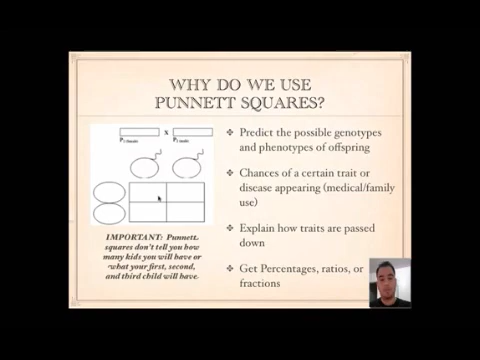 WHY DO WE USE
PUNNETT SQUARES?
X
Predict the possible genotypes
and phenotypes of offspring
Chances of a certain trait or
disease appearing (medical/family
use)
Explain how traits are passed
down
Get Percentages, ratios, or
fractions
IMPORTANT: Punnett
squares don't tell you how
many kids you will have or
what your first, second,
and third child will have.